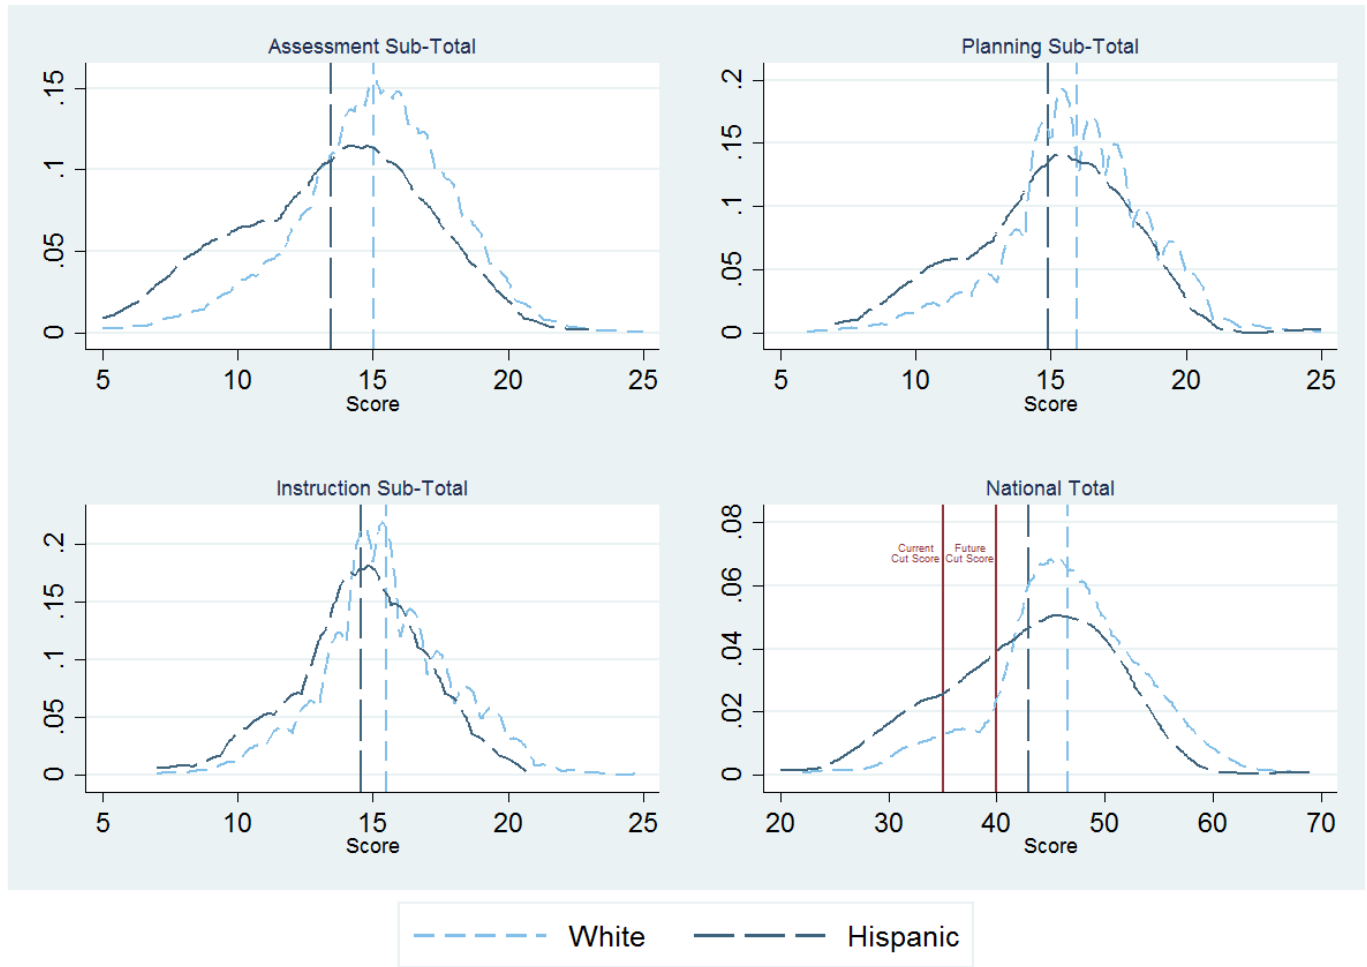 Assessment Sub-Total
.15
.1
.05
0
5 10 15 20 25
Score
Planning Sub-Total
.2
.15
.1
.05
0
5 10 15 20 25
Score
Instruction Sub-Total
.2
.15
.1
.05
0
5 10 15 20 25
Score
National Total
.08
.06
.04
.02
0
Current
Cut Score
Future
Cut Score
20 30 40 50 60 70
Score
White Hispanic